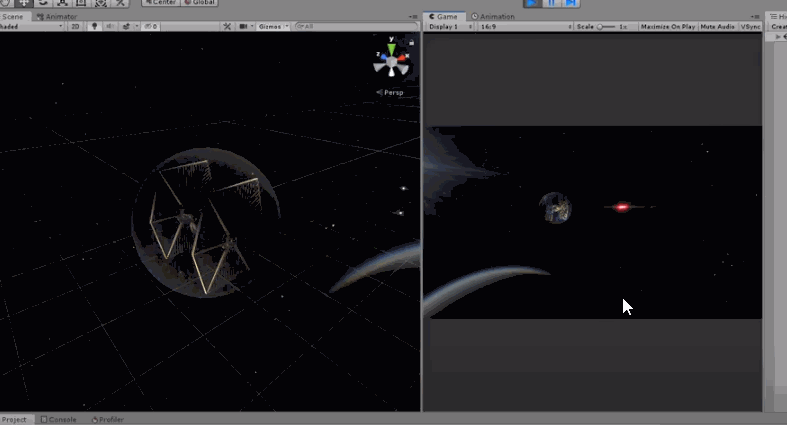 Center Global
Scene Animator
haded 2D 0 Gizmos All
y
z x
Persp
Game Animation
Display 1 16:9 Scale 1x Maximize On Play Mute Audio VSync
Hi
Creat
Project Console Profiler